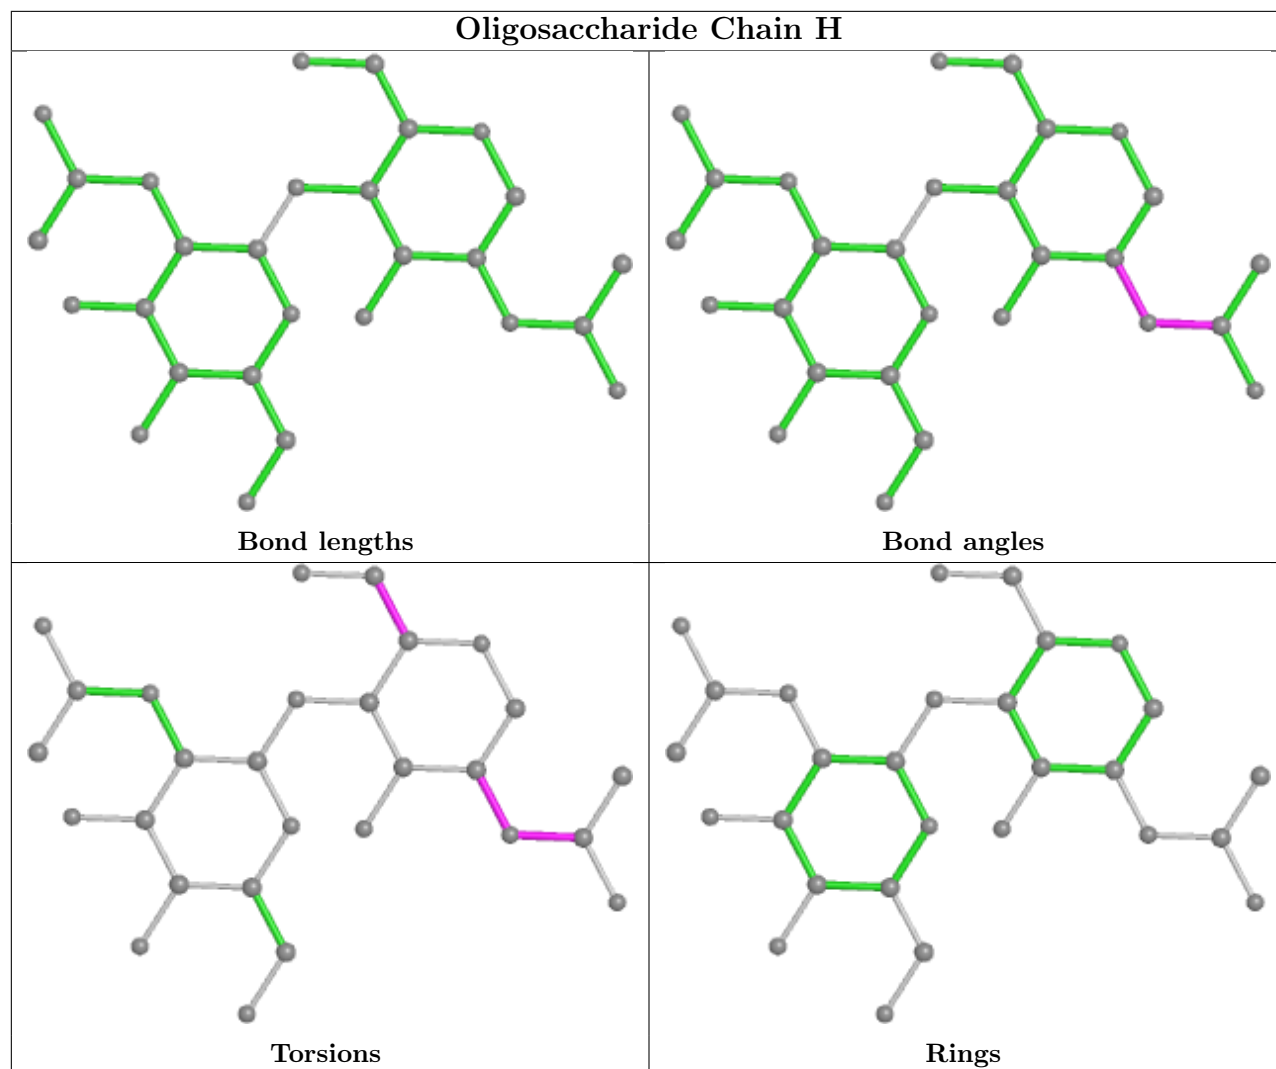 Oligosaccharide Chain H
Bond lengths
Bond angles
Torsions
Rings